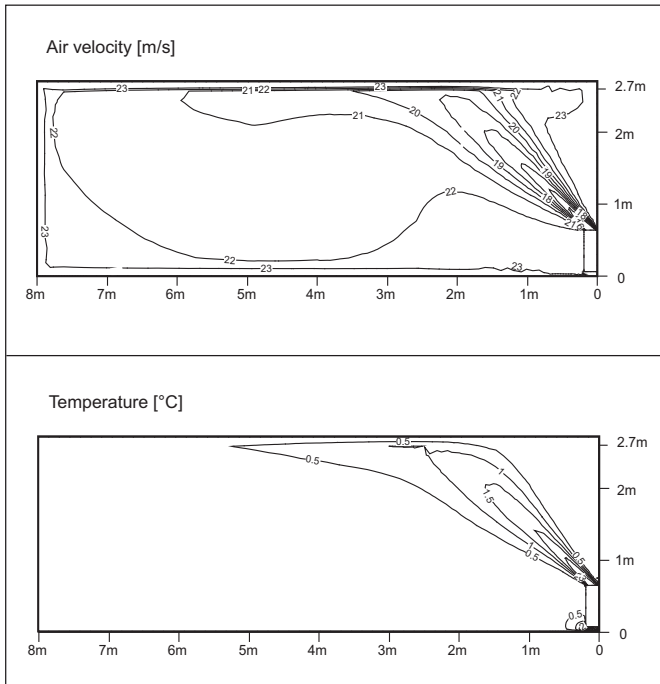 Air velocity [m/s]
23 21 22 23 21 22 2.7m
20 23
22 21 20 2m
19 19
22 18 18 1m
23 21
22
23 23 0
8m 7m 6m 5m 4m 3m 2m 1m 0
Temperature [°C]
0.5 2.7m
0.5 1
1.5 2m
1 0.5 1m
0.5
0.5
0
8m 7m 6m 5m 4m 3m 2m 1m 0